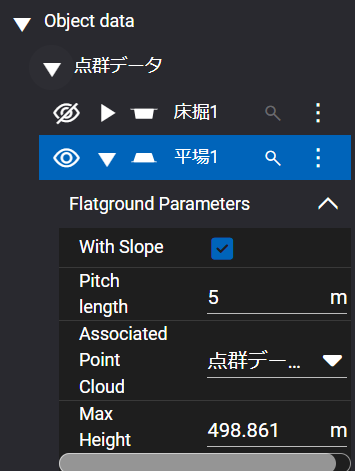 Object data
点群データ
床掘1
平場1
Flatground Parameters
With Slope
Pitch
length
5 m
Associated
Point
Cloud
点群デー...
Max
Height
498.861 m